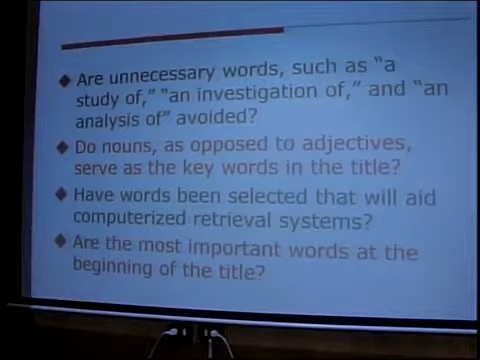 Are unnecessary words, such as “a
study of,” “an investigation of,” and “an
analysis of” avoided?
Do nouns, as opposed to adjectives,
serve as the key words in the title?
Have words been selected that will aid
computerized retrieval systems?
Are the most important words at the
beginning of the title?